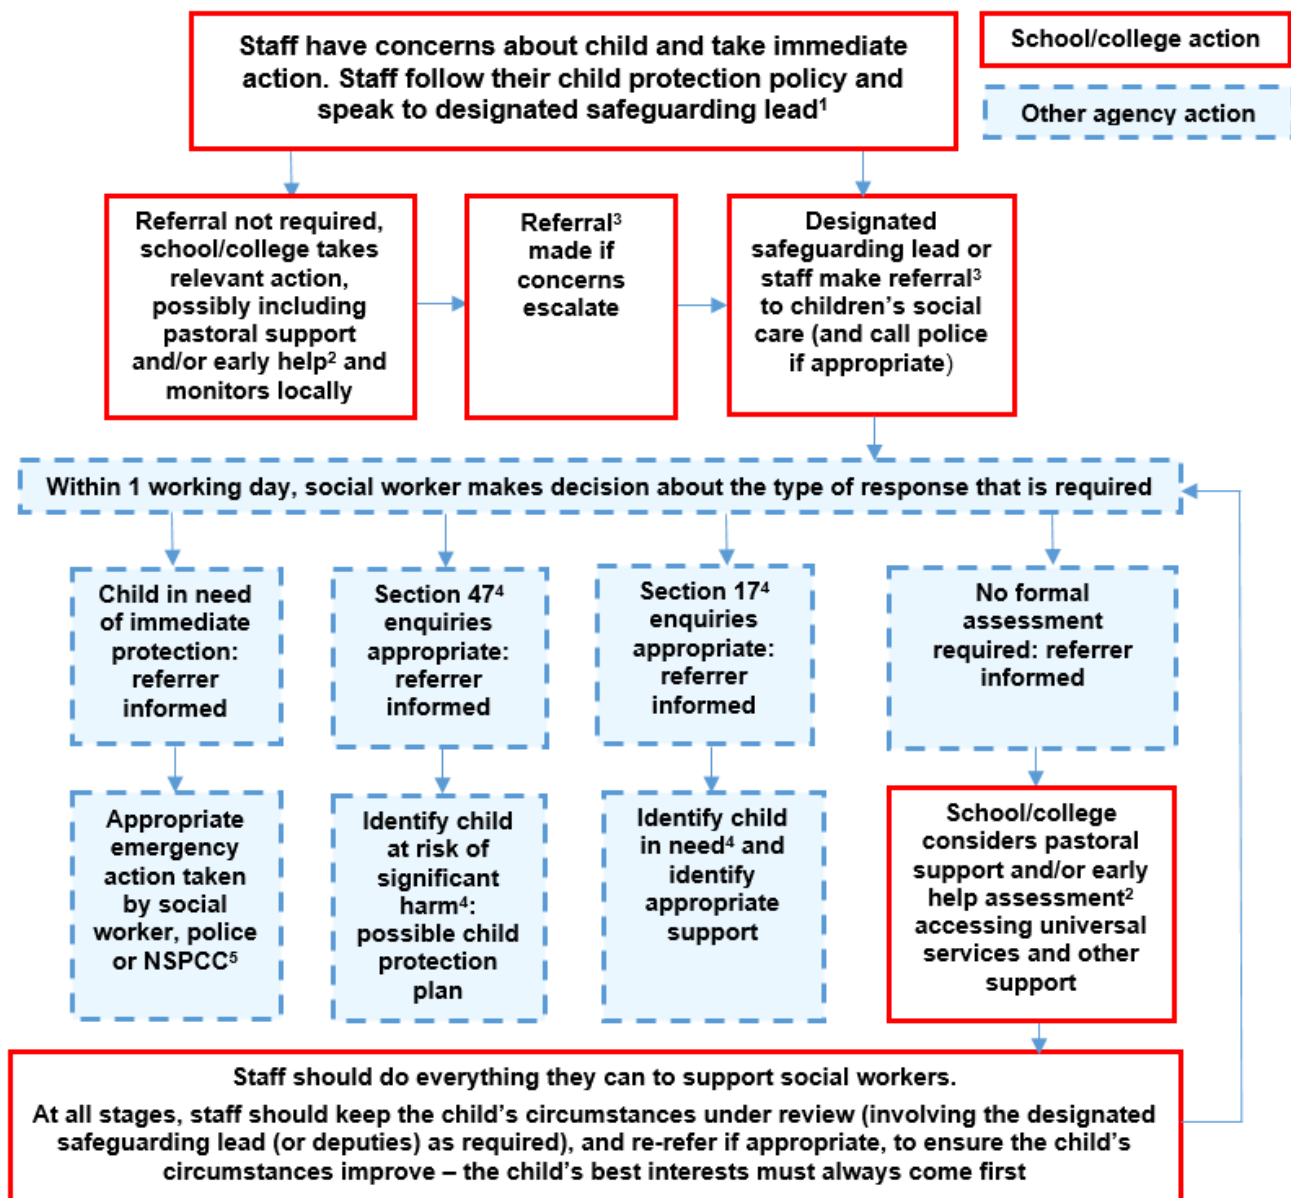 Staff have concerns about child and take immediate
action. Staff follow their child protection policy and
speak to designated safeguarding lead¹
School/college action
Other agency action
Referral not required,
school/college takes
relevant action,
possibly including
pastoral support
and/or early help² and
monitors locally
Referral³
made if
concerns
escalate
Designated
safeguarding lead or
staff make referral³
to children's social
care (and call police
if appropriate)
Within 1 working day, social worker makes decision about the type of response that is required
Child in need
of immediate
protection:
referrer
informed
Section 47⁴
enquiries
appropriate:
referrer
informed
Section 17⁴
enquiries
appropriate:
referrer
informed
No formal
assessment
required: referrer
informed
Appropriate
emergency
action taken
by social
worker, police
or NSPCC⁵
Identify child
at risk of
significant
harm⁴:
possible child
protection
plan
Identify child
in need⁴ and
identify
appropriate
support
School/college
considers pastoral
support and/or early
help assessment²
accessing universal
services and other
support
Staff should do everything they can to support social workers.
At all stages, staff should keep the child's circumstances under review (involving the designated
safeguarding lead (or deputies) as required), and re-refer if appropriate, to ensure the child's
circumstances improve – the child's best interests must always come first